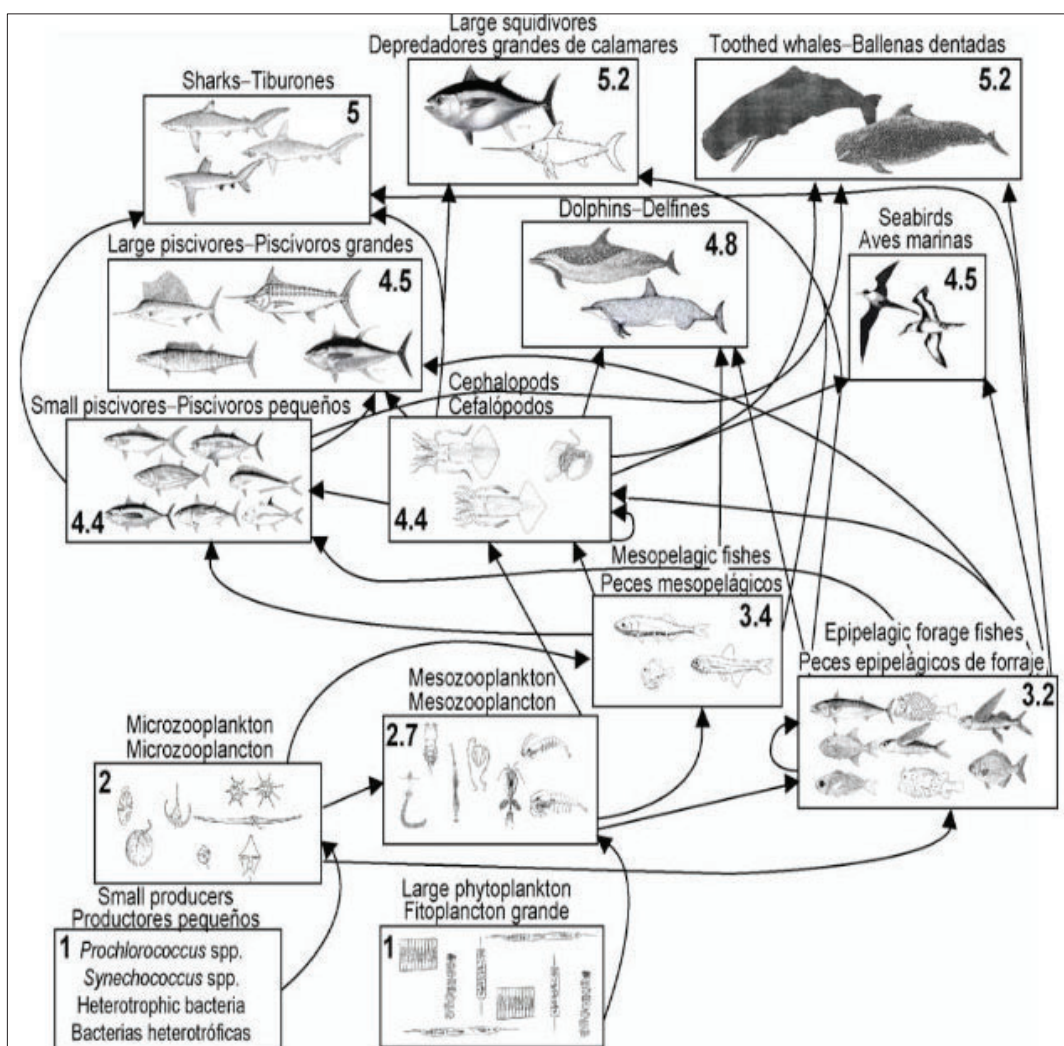 Large squidivores
Depredadores grandes de calamares
5.2
Toothed whales–Ballenas dentadas
5.2
Sharks–Tiburones
5
Dolphins–Delfines
4.8
Seabirds
Aves marinas
4.5
Large piscivores–Piscívoros grandes
4.5
Small piscivores–Piscívoros pequeños
4.4
Cephalopods
Cefalópodos
4.4
Mesopelagic fishes
Peces mesopelágicos
3.4
Epipelagic forage fishes
Peces epipelágicos de forraje
3.2
Mesozooplankton
Mesozooplancton
2.7
Microzooplankton
Microzooplancton
2
Small producers
Productores pequeños
1
Prochlorococcus spp.
Synechococcus spp.
Heterotrophic bacteria
Bacterias heterotróficas
Large phytoplankton
Fitoplancton grande
1